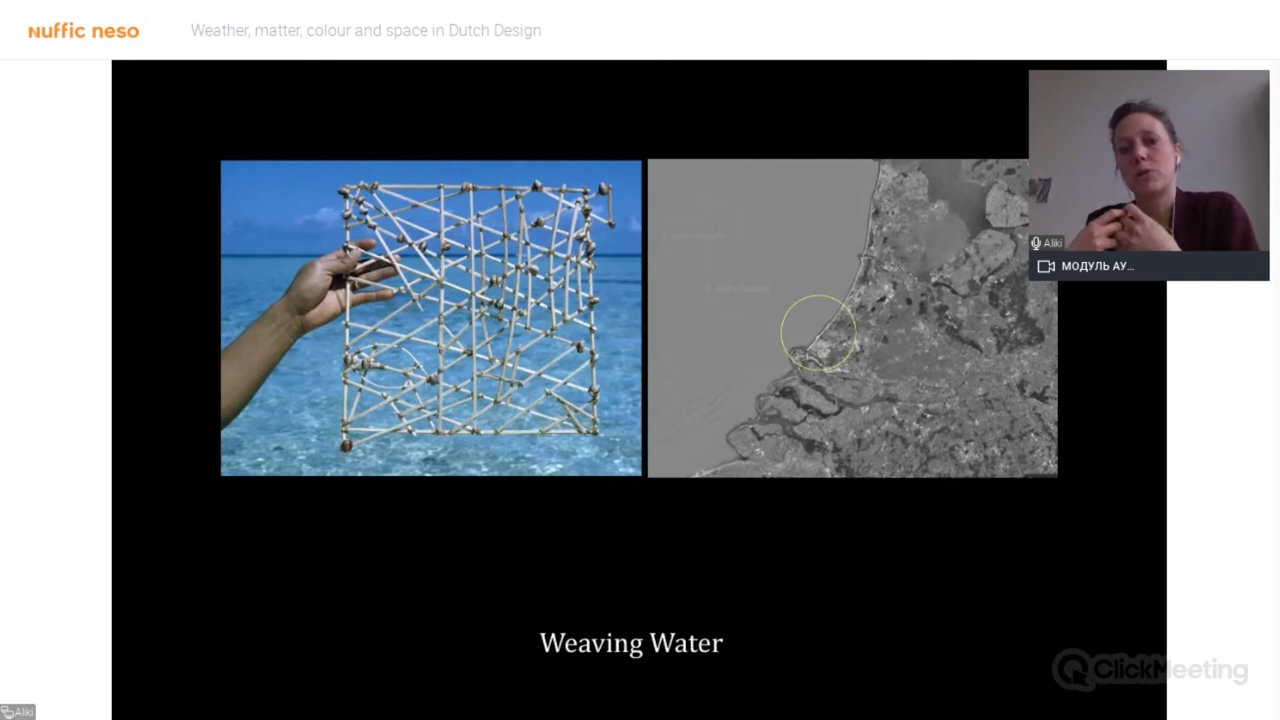 Nuffic neso
Weather, matter, colour and space in Dutch Design
Aliki
МОДУЛЬ АУ...
Weaving Water
ClickMeeting
Aliki